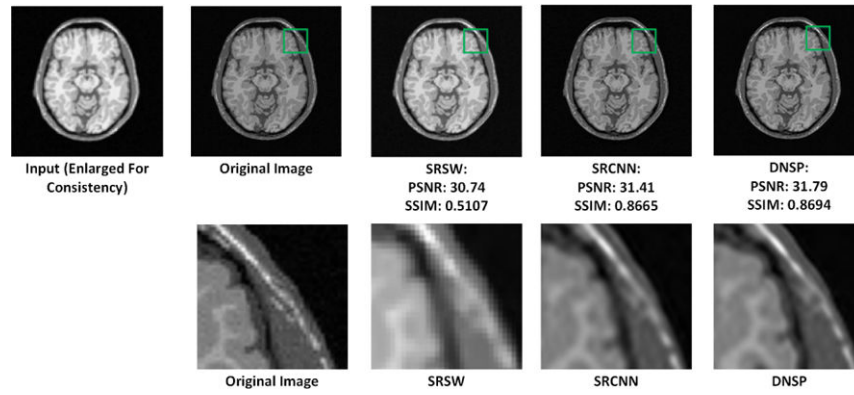 Input (Enlarged For
Consistency)
Original Image
SRSW:
PSNR: 30.74
SSIM: 0.5107
SRCNN:
PSNR: 31.41
SSIM: 0.8665
DNSP:
PSNR: 31.79
SSIM: 0.8694
Original Image
SRSW
SRCNN
DNSP